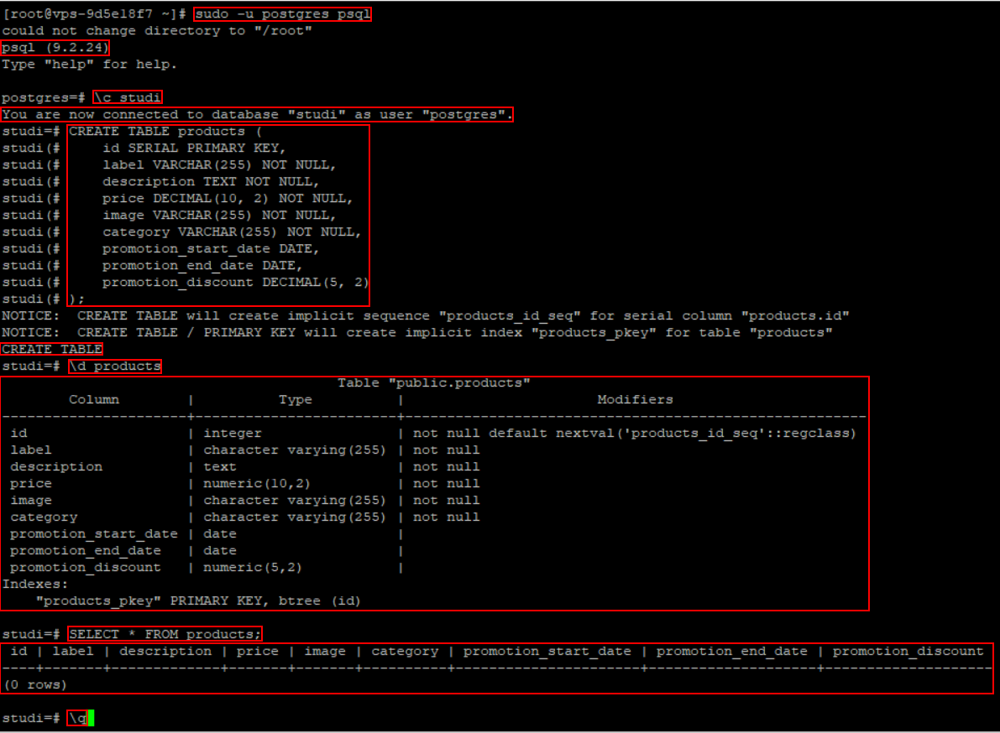 [root@vps-9d5e18f7 ~]# sudo -u postgres psql
could not change directory to "/root"
psql (9.2.24)
Type "help" for help.

postgres=# \c studi
You are now connected to database "studi" as user "postgres".
studi=# CREATE TABLE products (
studi(#     id SERIAL PRIMARY KEY,
studi(#     label VARCHAR(255) NOT NULL,
studi(#     description TEXT NOT NULL,
studi(#     price DECIMAL(10, 2) NOT NULL,
studi(#     image VARCHAR(255) NOT NULL,
studi(#     category VARCHAR(255) NOT NULL,
studi(#     promotion_start_date DATE,
studi(#     promotion_end_date DATE,
studi(#     promotion_discount DECIMAL(5, 2)
studi(# );
NOTICE:  CREATE TABLE will create implicit sequence "products_id_seq" for serial column "products.id"
NOTICE:  CREATE TABLE / PRIMARY KEY will create implicit index "products_pkey" for table "products"
CREATE TABLE
studi=# \d products
                                        Table "public.products"
        Column        |          Type          |                       Modifiers
----------------------+------------------------+-------------------------------------------------------
 id                   | integer                | not null default nextval('products_id_seq'::regclass)
 label                | character varying(255) | not null
 description          | text                   | not null
 price                | numeric(10,2)          | not null
 image                | character varying(255) | not null
 category             | character varying(255) | not null
 promotion_start_date | date                   |
 promotion_end_date   | date                   |
 promotion_discount   | numeric(5,2)           |
Indexes:
    "products_pkey" PRIMARY KEY, btree (id)

studi=# SELECT * FROM products;
 id | label | description | price | image | category | promotion_start_date | promotion_end_date | promotion_discount
----+-------+-------------+-------+-------+----------+----------------------+--------------------+--------------------
(0 rows)

studi=# \q